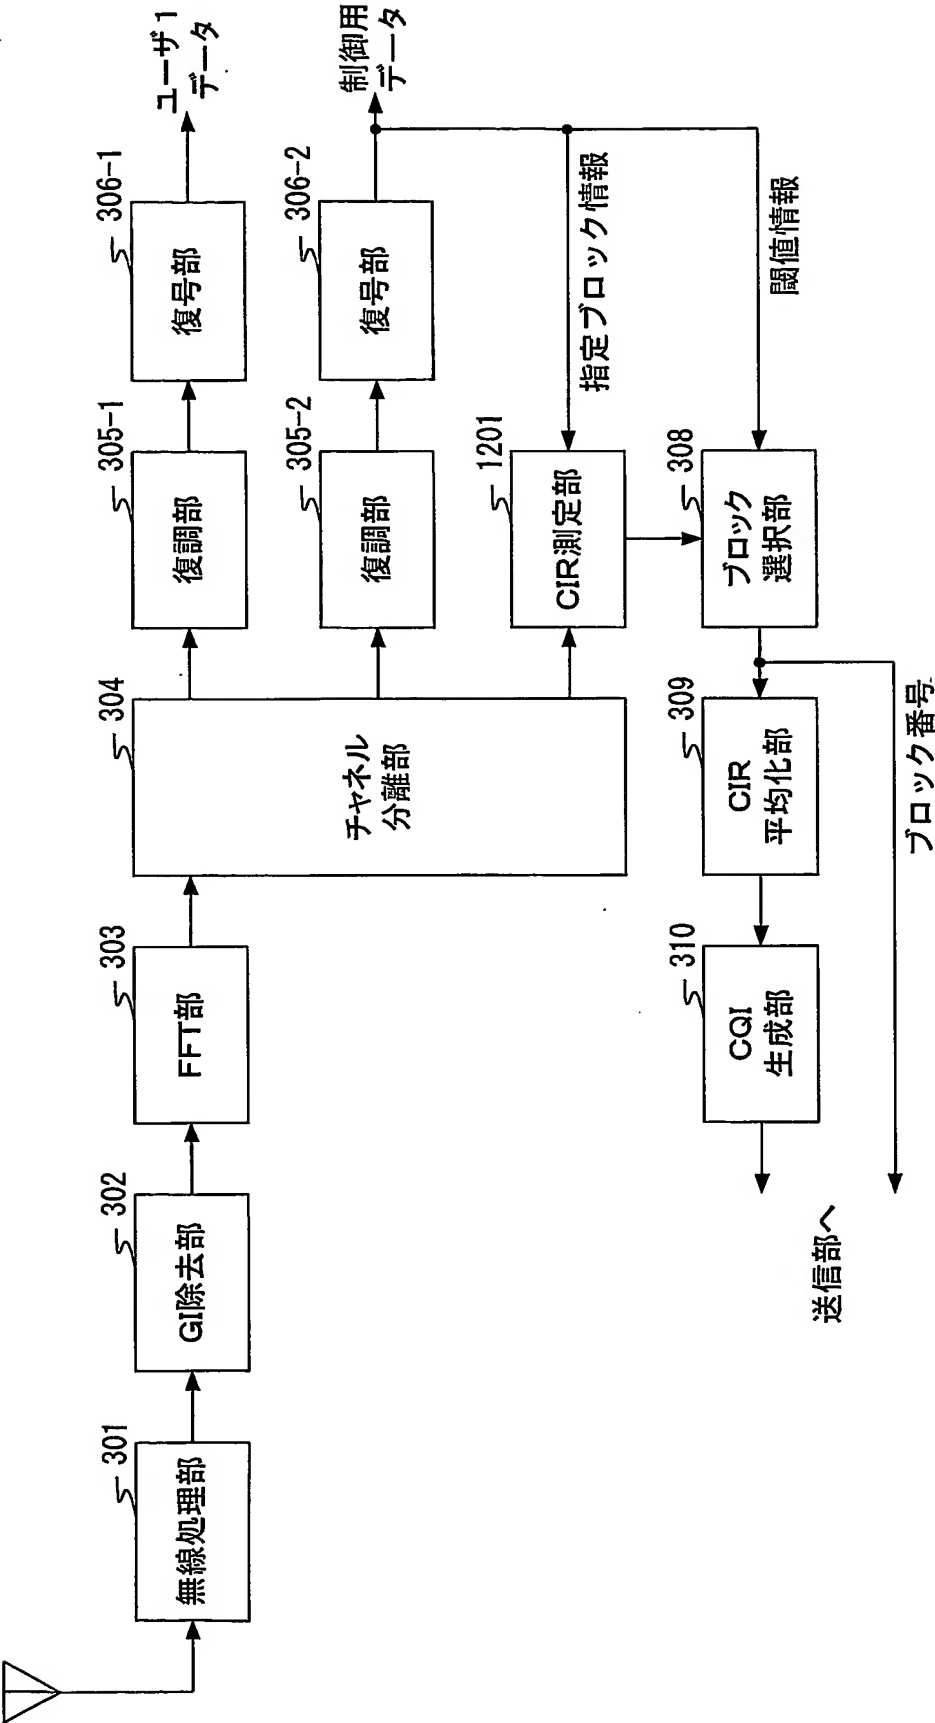 301
無線処理部
302
GI除去部
303
FFT部
304
チャネル
分離部
305-1
復調部
306-1
復号部
ユーザ1
データ
305-2
復調部
306-2
復号部
制御用
データ
1201
CIR測定部
指定ブロック情報
308
ブロック
選択部
閾値情報
309
CIR
平均化部
310
CQI
生成部
ブロック番号
送信部へ